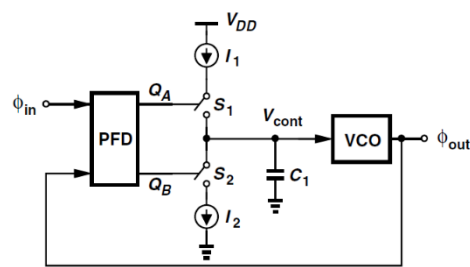 V_DD
I_1
ϕ_in
Q_A
S_1
PFD
V_cont
VCO
ϕ_out
Q_B
S_2
C_1
I_2